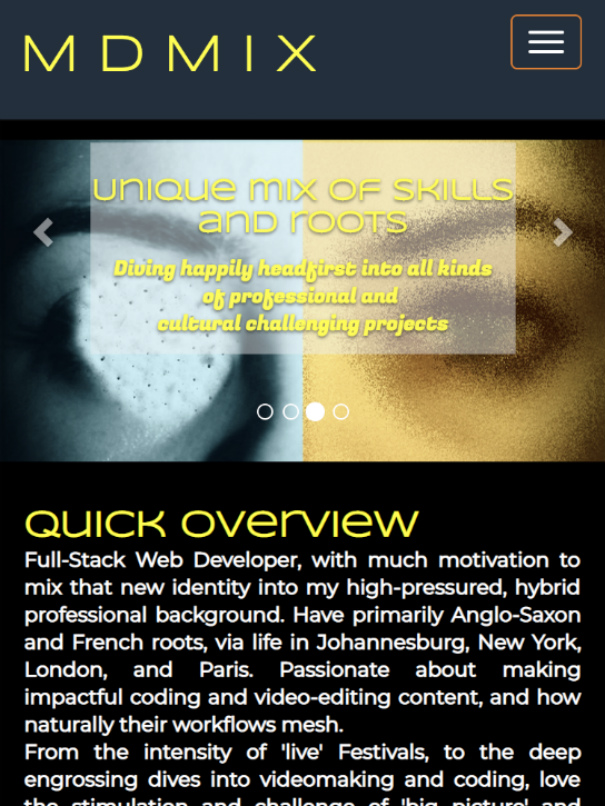 MDMIX
unique mix of skills
and roots
Diving happily headfirst into all kinds
of professional and
cultural challenging projects
Quick Overview
Full-Stack Web Developer, with much motivation to
mix that new identity into my high-pressured, hybrid
professional background. Have primarily Anglo-Saxon
and French roots, via life in Johannesburg, New York,
London, and Paris. Passionate about making
impactful coding and video-editing content, and how
naturally their workflows mesh.
From the intensity of 'live' Festivals, to the deep
engrossing dives into videomaking and coding, love
the stimulation and challenge of 'big picture' and